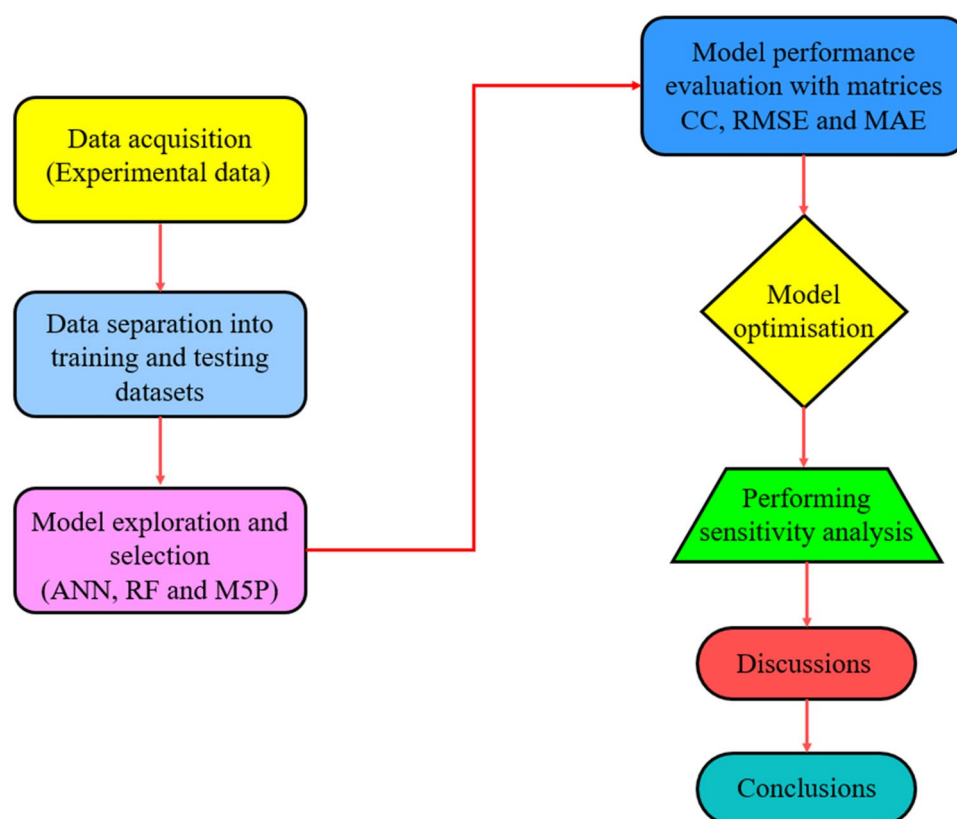 Data acquisition
(Experimental data)
Data separation into
training and testing
datasets
Model exploration and
selection
(ANN, RF and M5P)
Model performance
evaluation with matrices
CC, RMSE and MAE
Model
optimisation
Performing
sensitivity analysis
Discussions
Conclusions